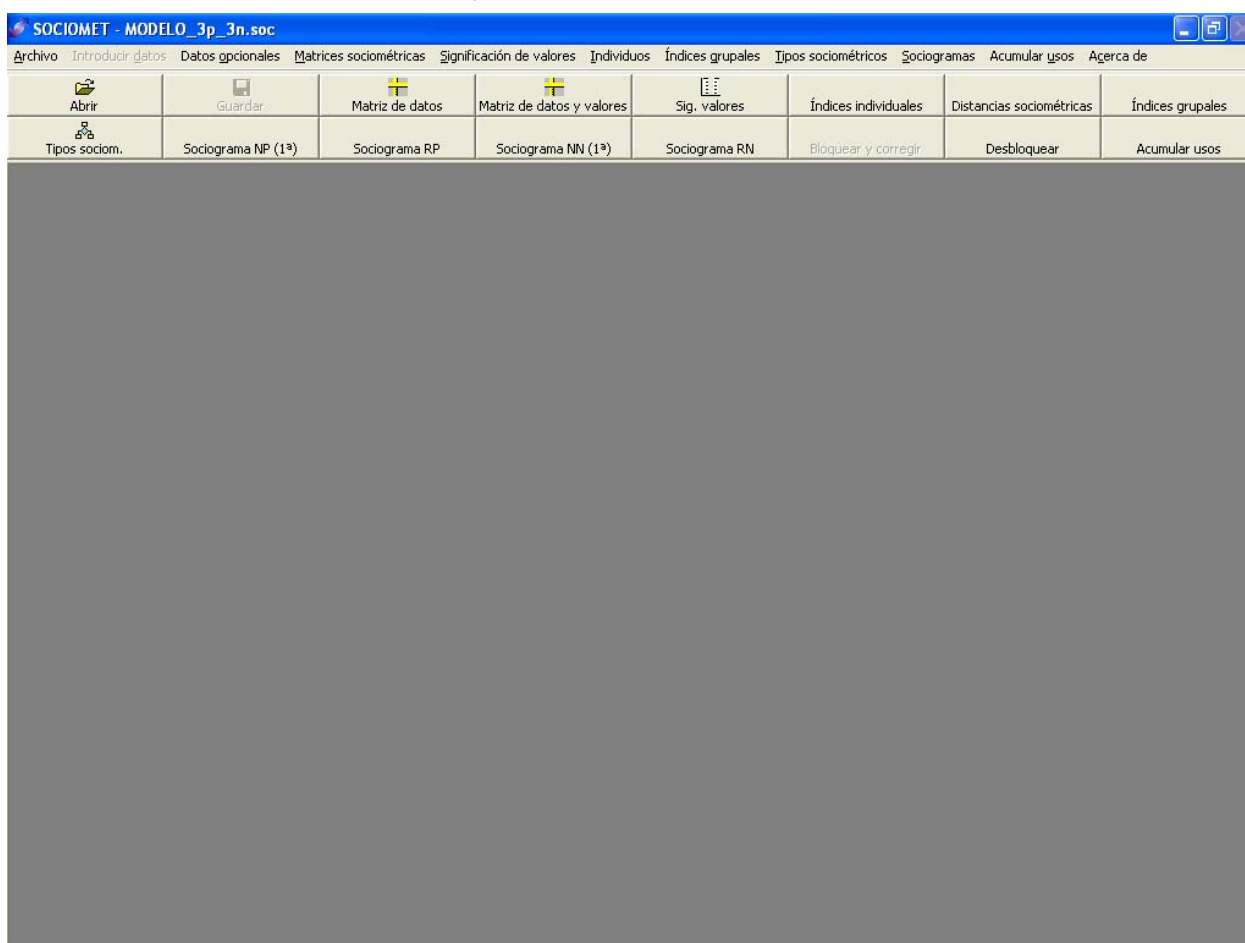 SOCIOMET - MODELO_3p_3n.soc
Archivo Introducir datos Datos opcionales Matrices sociométricas Significación de valores Individuos Índices grupales Tipos sociométricos Sociogramas Acumular usos Acerca de
Abrir Guardar Matriz de datos Matriz de datos y valores Sig. valores Índices individuales Distancias sociométricas Índices grupales
Tipos sociom. Sociograma NP (1ª) Sociograma RP Sociograma NN (1ª) Sociograma RN Bloquear y corregir Desbloquear Acumular usos